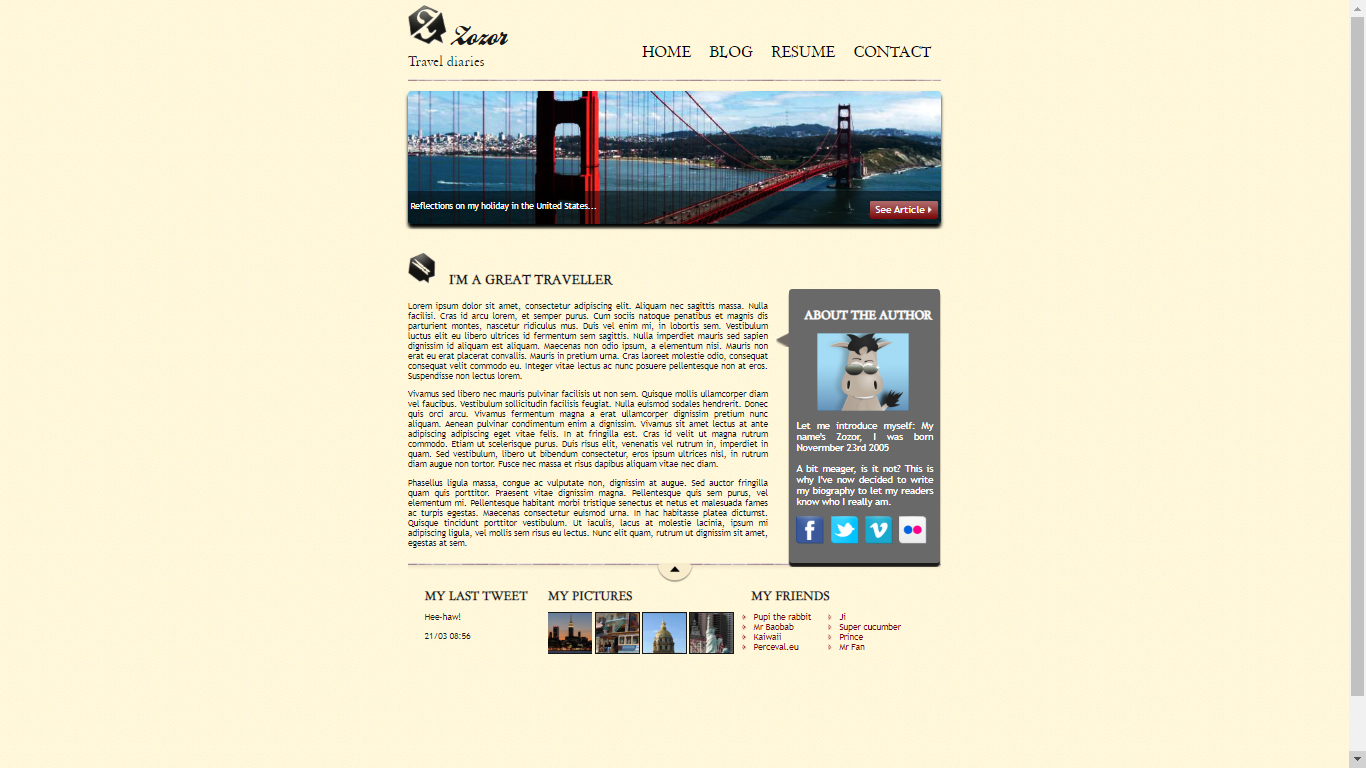 Zozor
Travel diaries
HOME BLOG RESUME CONTACT
Reflections on my holiday in the United States...
See Article
I'M A GREAT TRAVELLER
Lorem ipsum dolor sit amet, consectetur adipiscing elit. Aliquam nec sagittis massa. Nulla
facilisi. Cras id arcu lorem, et semper purus. Cum sociis natoque penatibus et magnis dis
parturient montes, nascetur ridiculus mus. Duis vel enim mi, in lobortis sem. Vestibulum
luctus elit eu libero ultrices id fermentum sem sagittis. Nulla imperdiet mauris sed sapien
dignissim id aliquam est aliquam. Maecenas non odio ipsum, a elementum nisi. Mauris non
erat eu erat placerat convallis. Mauris in pretium urna. Cras laoreet molestie odio, consequat
consequat velit commodo eu. Integer vitae lectus ac nunc posuere pellentesque non at eros.
Suspendisse non lectus lorem.
Vivamus sed libero nec mauris pulvinar facilisis ut non sem. Quisque mollis ullamcorper diam
vel faucibus. Vestibulum sollicitudin facilisis feugiat. Nulla euismod sodales hendrerit. Donec
quis orci arcu. Vivamus fermentum magna a erat ullamcorper dignissim pretium nunc
aliquam. Aenean pulvinar condimentum enim a dignissim. Vivamus sit amet lectus at ante
adipiscing adipiscing eget vitae felis. In at fringilla est. Cras id velit ut magna rutrum
commodo. Etiam ut scelerisque purus. Duis risus elit, venenatis vel rutrum in, imperdiet in
quam. Sed vestibulum, libero ut bibendum consectetur, eros ipsum ultrices nisl, in rutrum
diam augue non tortor. Fusce nec massa et risus dapibus aliquam vitae nec diam.
Phasellus ligula massa, congue ac vulputate non, dignissim at augue. Sed auctor fringilla
quam quis porttitor. Praesent vitae dignissim magna. Pellentesque quis sem purus, vel
elementum mi. Pellentesque habitant morbi tristique senectus et netus et malesuada fames
ac turpis egestas. Maecenas consectetur euismod urna. In hac habitasse platea dictumst.
Quisque tincidunt porttitor vestibulum. Ut iaculis, lacus at molestie lacinia, ipsum mi
adipiscing ligula, vel mollis sem risus eu lectus. Nunc elit quam, rutrum ut dignissim sit amet,
egestas at sem.
ABOUT THE AUTHOR
Let me introduce myself: My
name's Zozor, I was born
Novermber 23rd 2005
A bit meager, is it not? This is
why I've now decided to write
my biography to let my readers
know who I really am.
MY LAST TWEET
Hee-haw!
21/03 08:56
MY PICTURES
MY FRIENDS
Pupi the rabbit
Mr Baobab
Kaiwaii
Perceval.eu
Ji
Super cucumber
Prince
Mr Fan